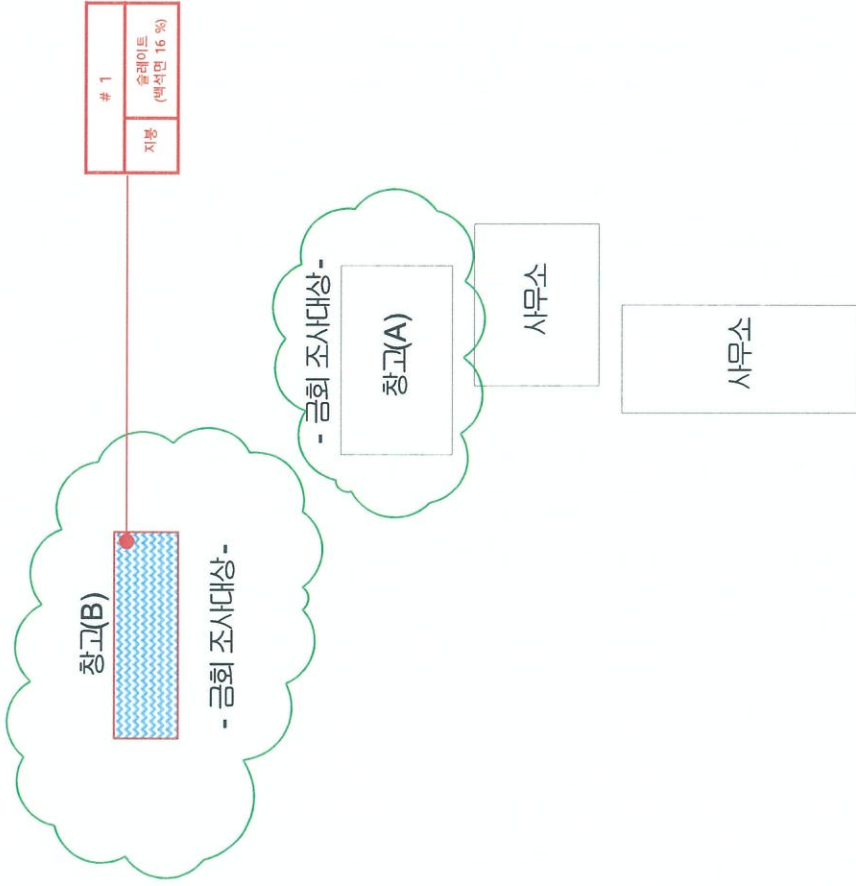 # 1
지붕
슬레이트
(백석면 16 %)
창고(B)
- 금회 조사대상 -
- 금회 조사대상 -
창고(A)
사무소
사무소